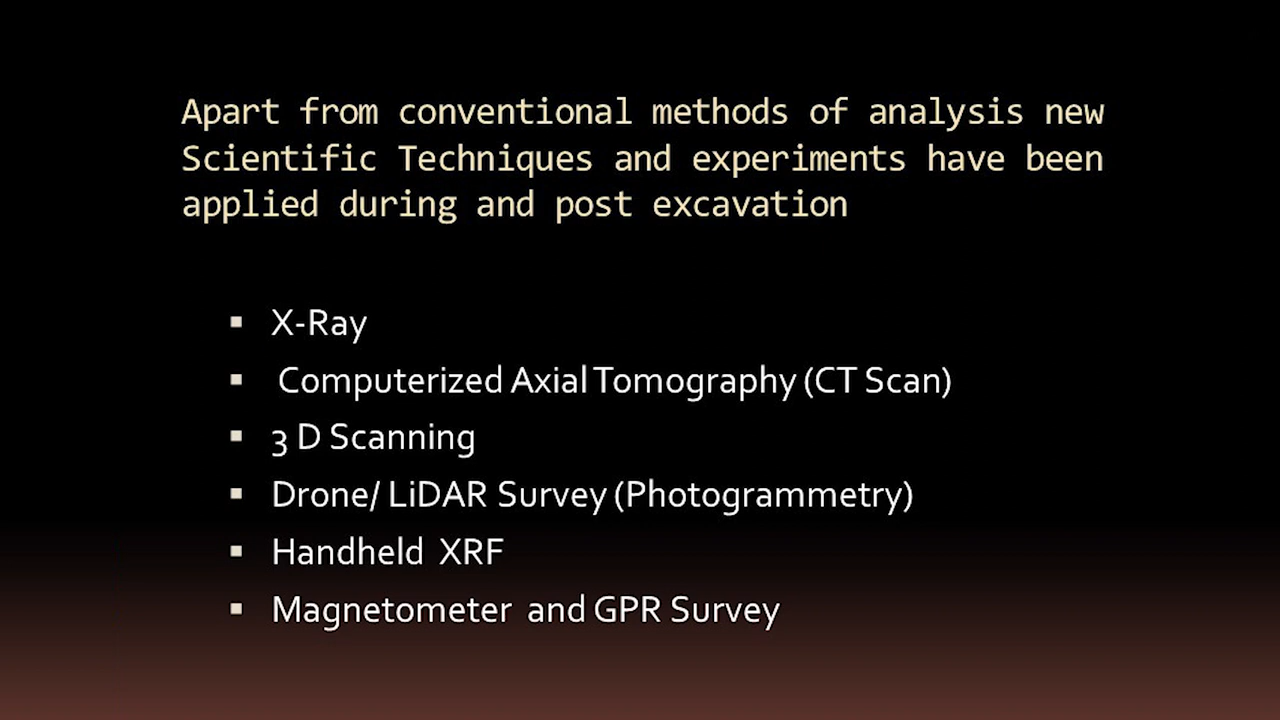 Apart from conventional methods of analysis new
Scientific Techniques and experiments have been
applied during and post excavation
▪ X-Ray
▪ Computerized Axial Tomography (CT Scan)
▪ 3 D Scanning
▪ Drone/ LiDAR Survey (Photogrammetry)
▪ Handheld XRF
▪ Magnetometer and GPR Survey